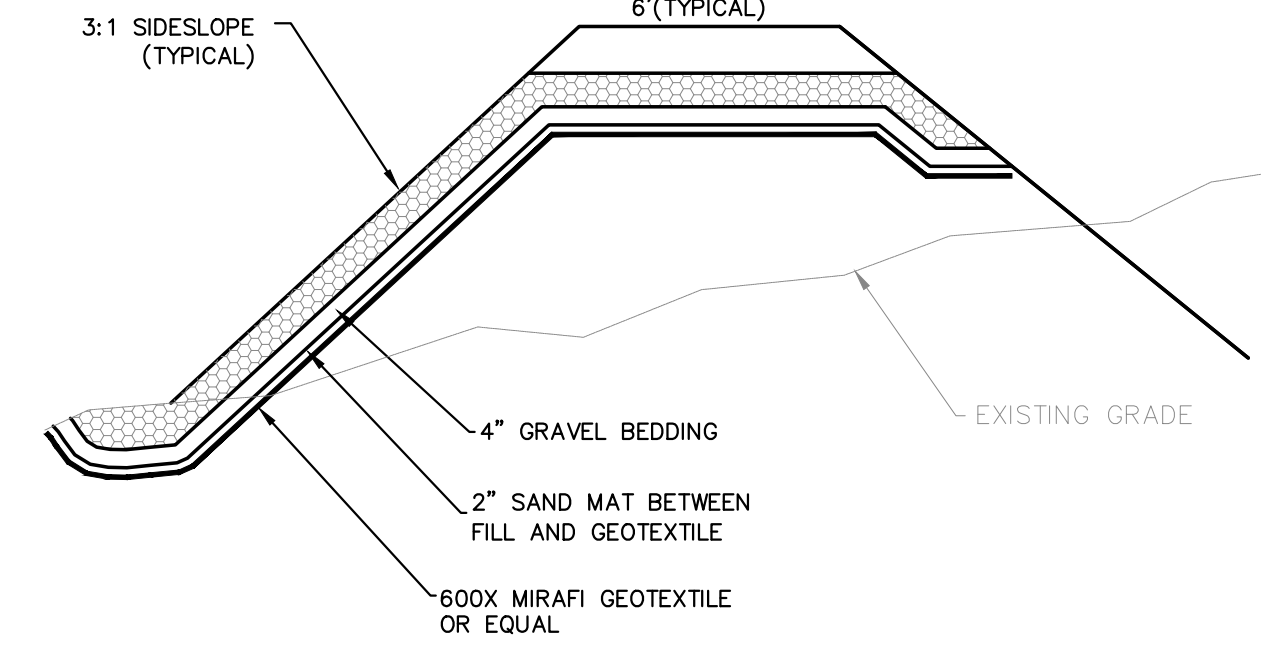 6'(TYPICAL)
3:1 SIDESLOPE
(TYPICAL)
EXISTING GRADE
4” GRAVEL BEDDING
2” SAND MAT BETWEEN
FILL AND GEOTEXTILE
600X MIRAFI GEOTEXTILE
OR EQUAL